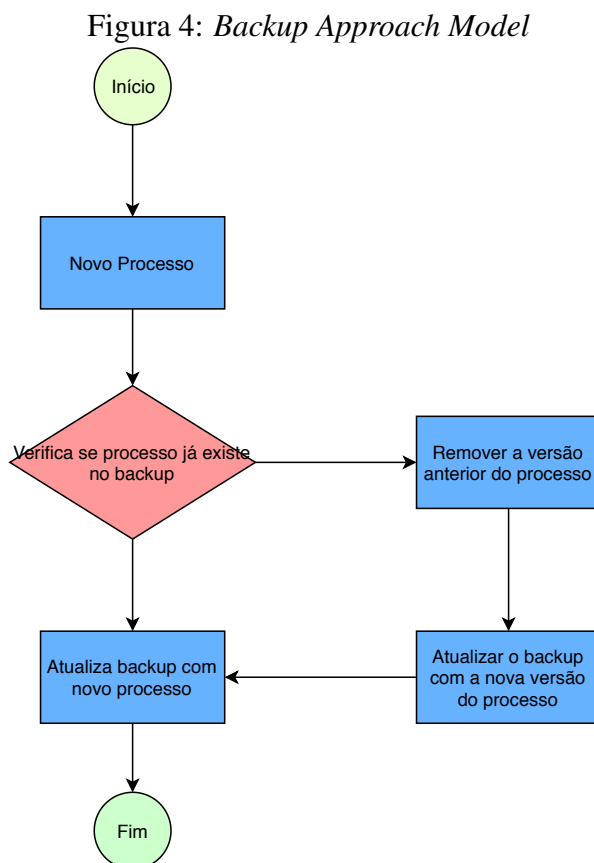 Figura 4: Backup Approach Model
Início
Novo Processo
Verifica se processo já existe
no backup
Remover a versão
anterior do processo
Atualiza backup com
novo processo
Atualizar o backup
com a nova versão
do processo
Fim